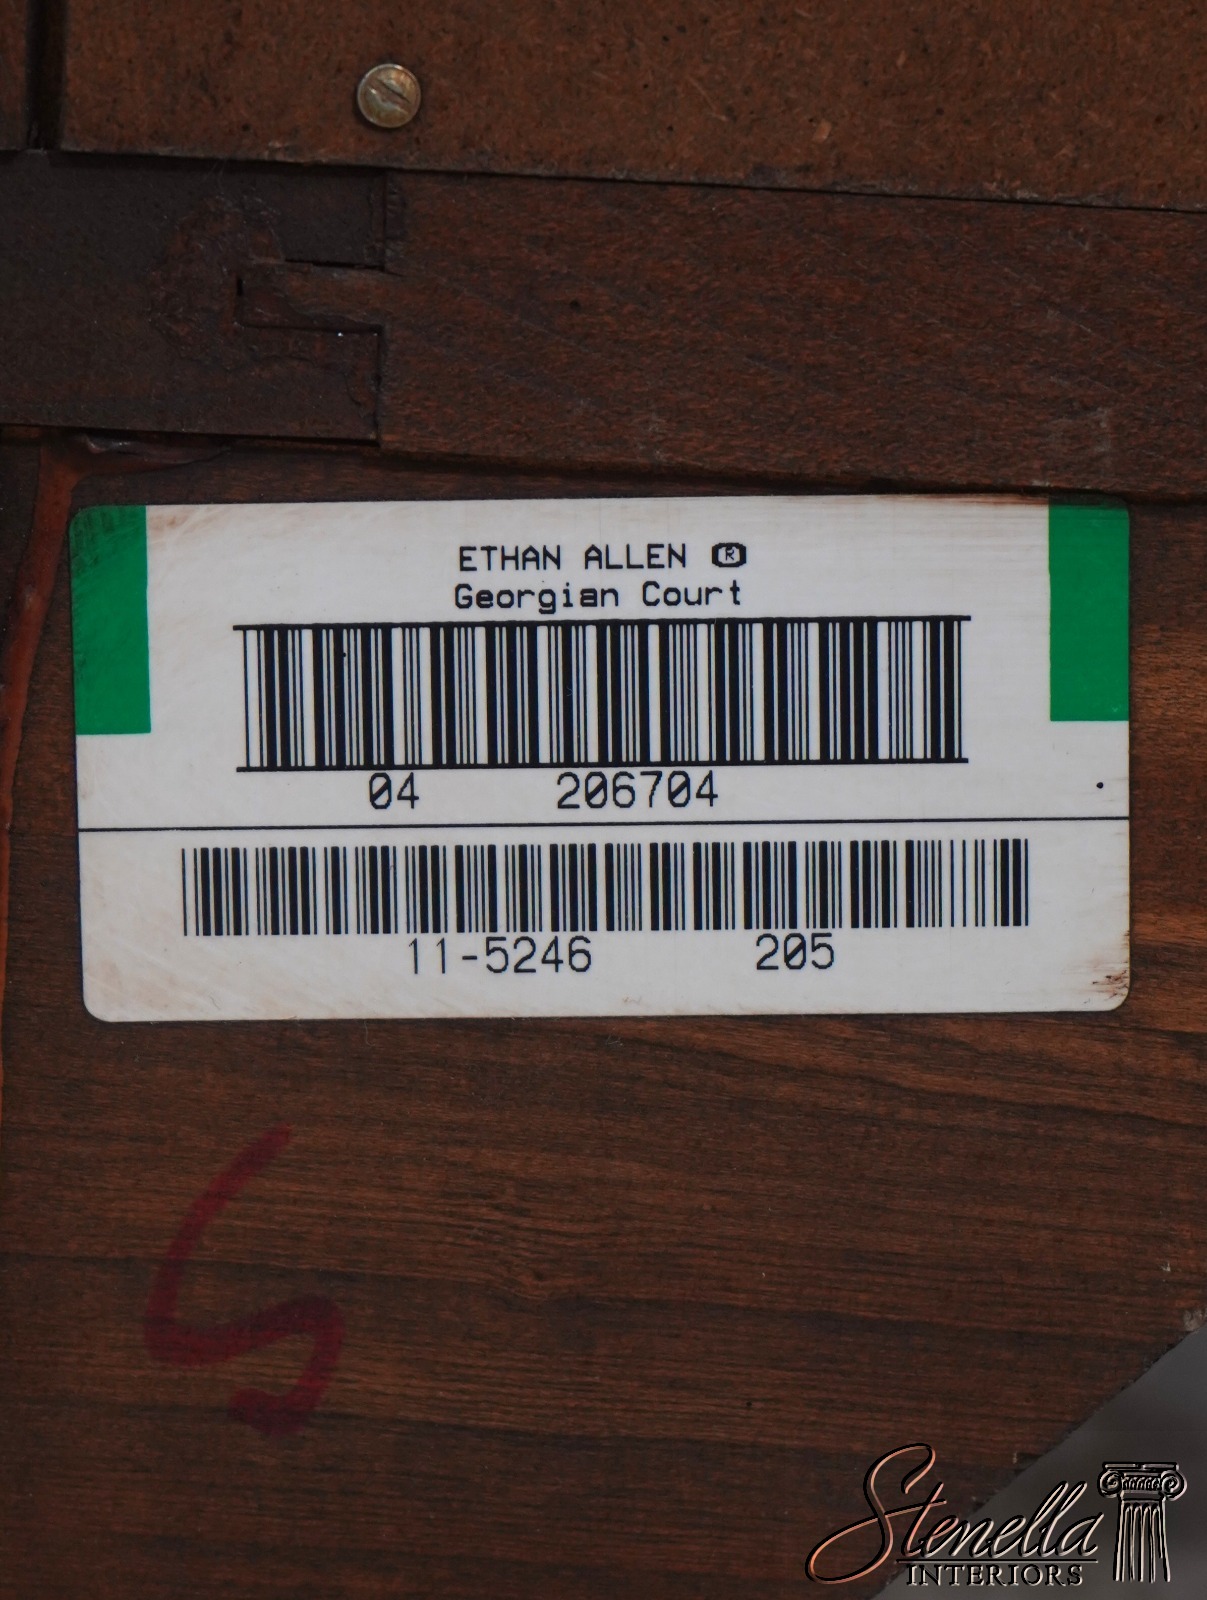 ETHAN ALLEN ®
Georgian Court
04 206704
11-5246 205
S
Stenella
INTERIORS